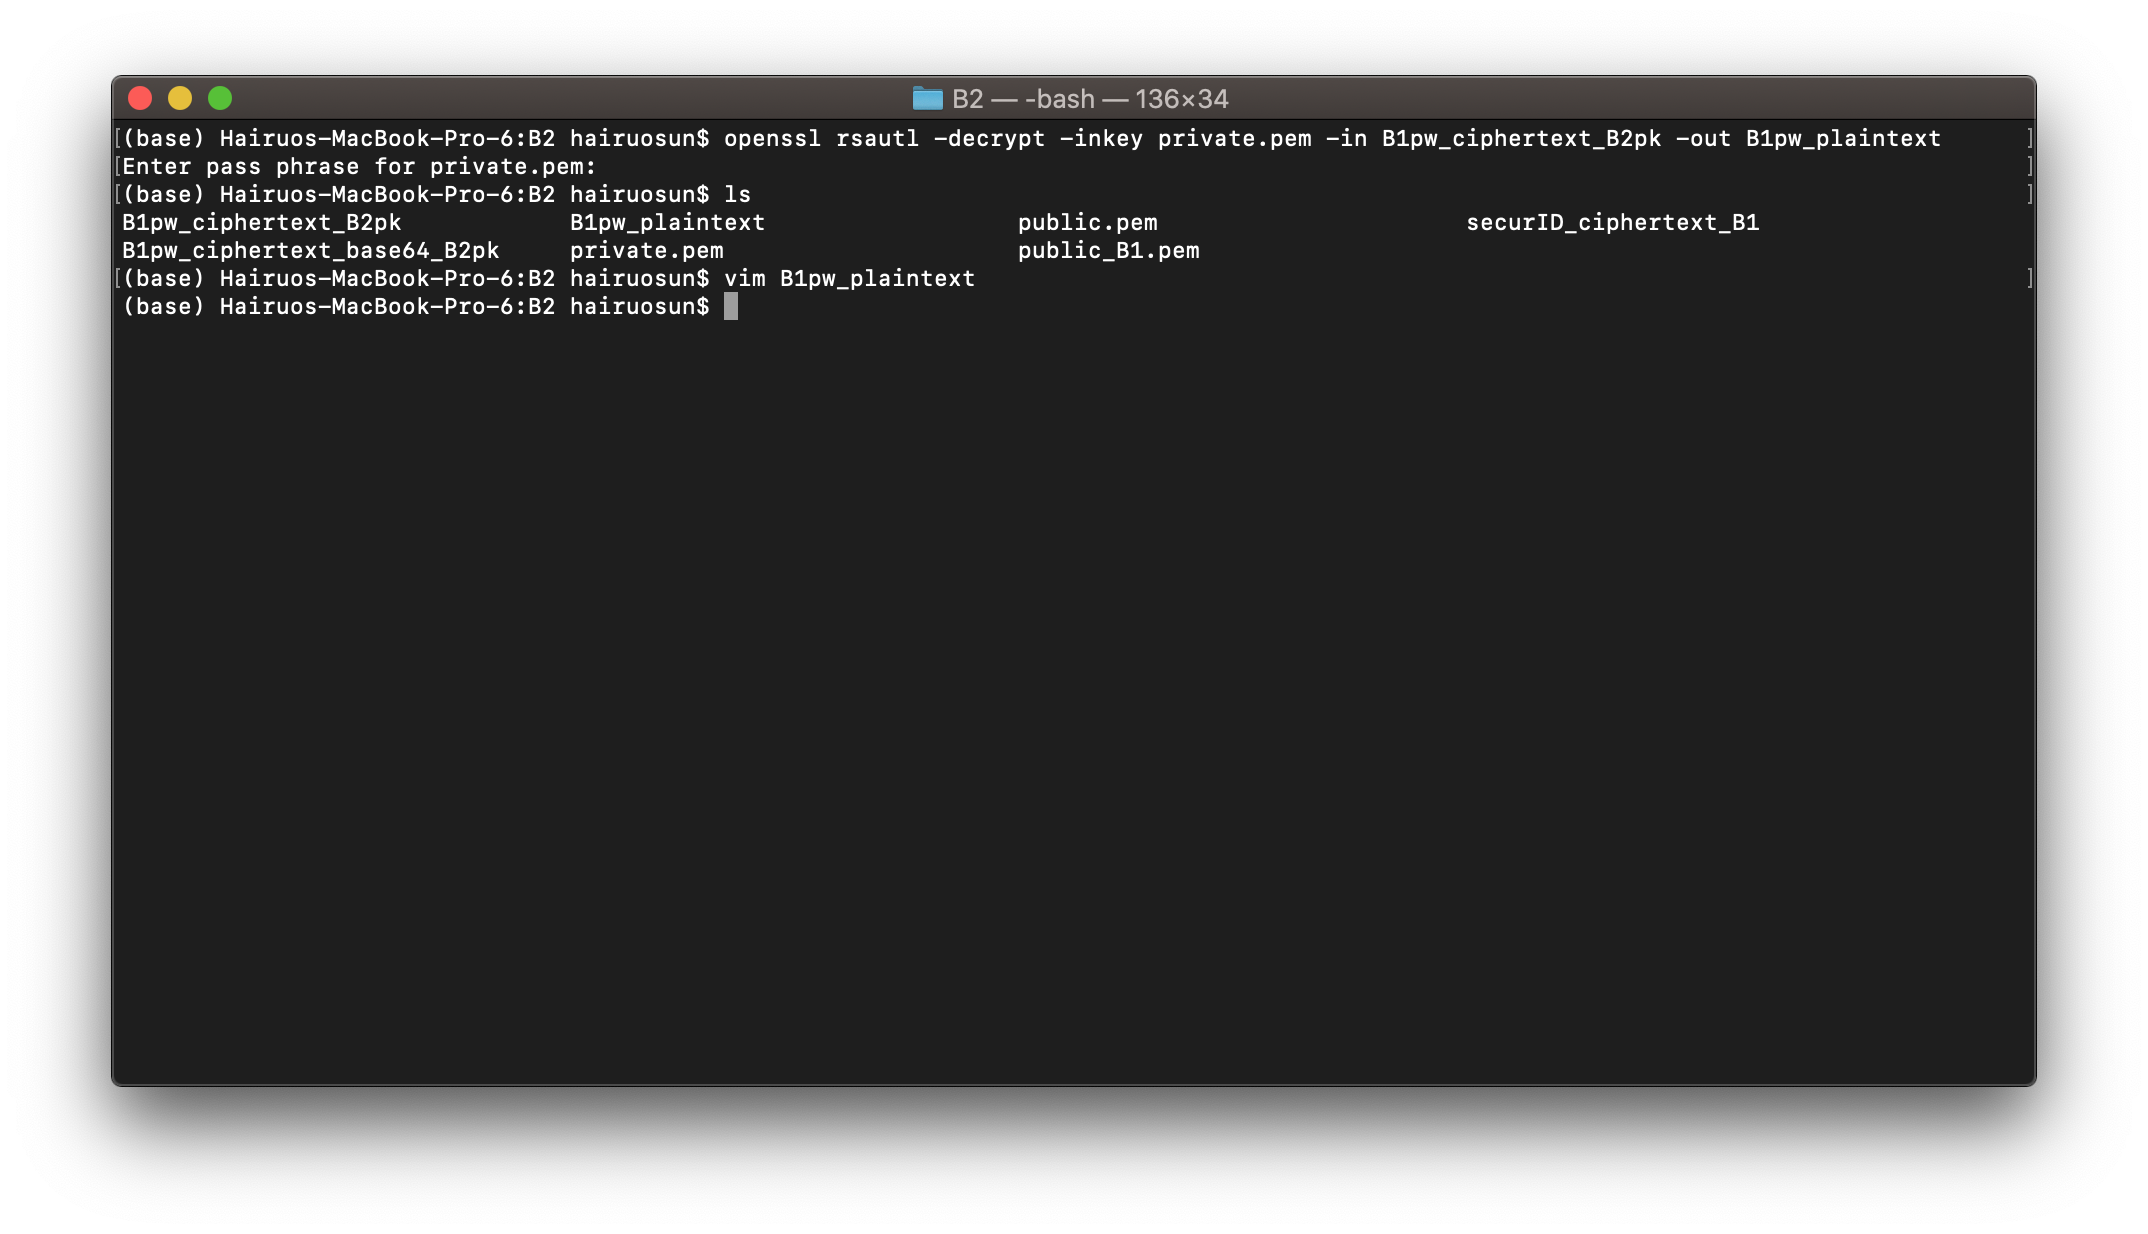 B2 — -bash — 136×34
[(base) Hairuos-MacBook-Pro-6:B2 hairuosun$ openssl rsautl -decrypt -inkey private.pem -in B1pw_ciphertext_B2pk -out B1pw_plaintext ]
[Enter pass phrase for private.pem: ]
[(base) Hairuos-MacBook-Pro-6:B2 hairuosun$ ls ]
B1pw_ciphertext_B2pk B1pw_plaintext public.pem securID_ciphertext_B1
B1pw_ciphertext_base64_B2pk private.pem public_B1.pem
[(base) Hairuos-MacBook-Pro-6:B2 hairuosun$ vim B1pw_plaintext ]
(base) Hairuos-MacBook-Pro-6:B2 hairuosun$